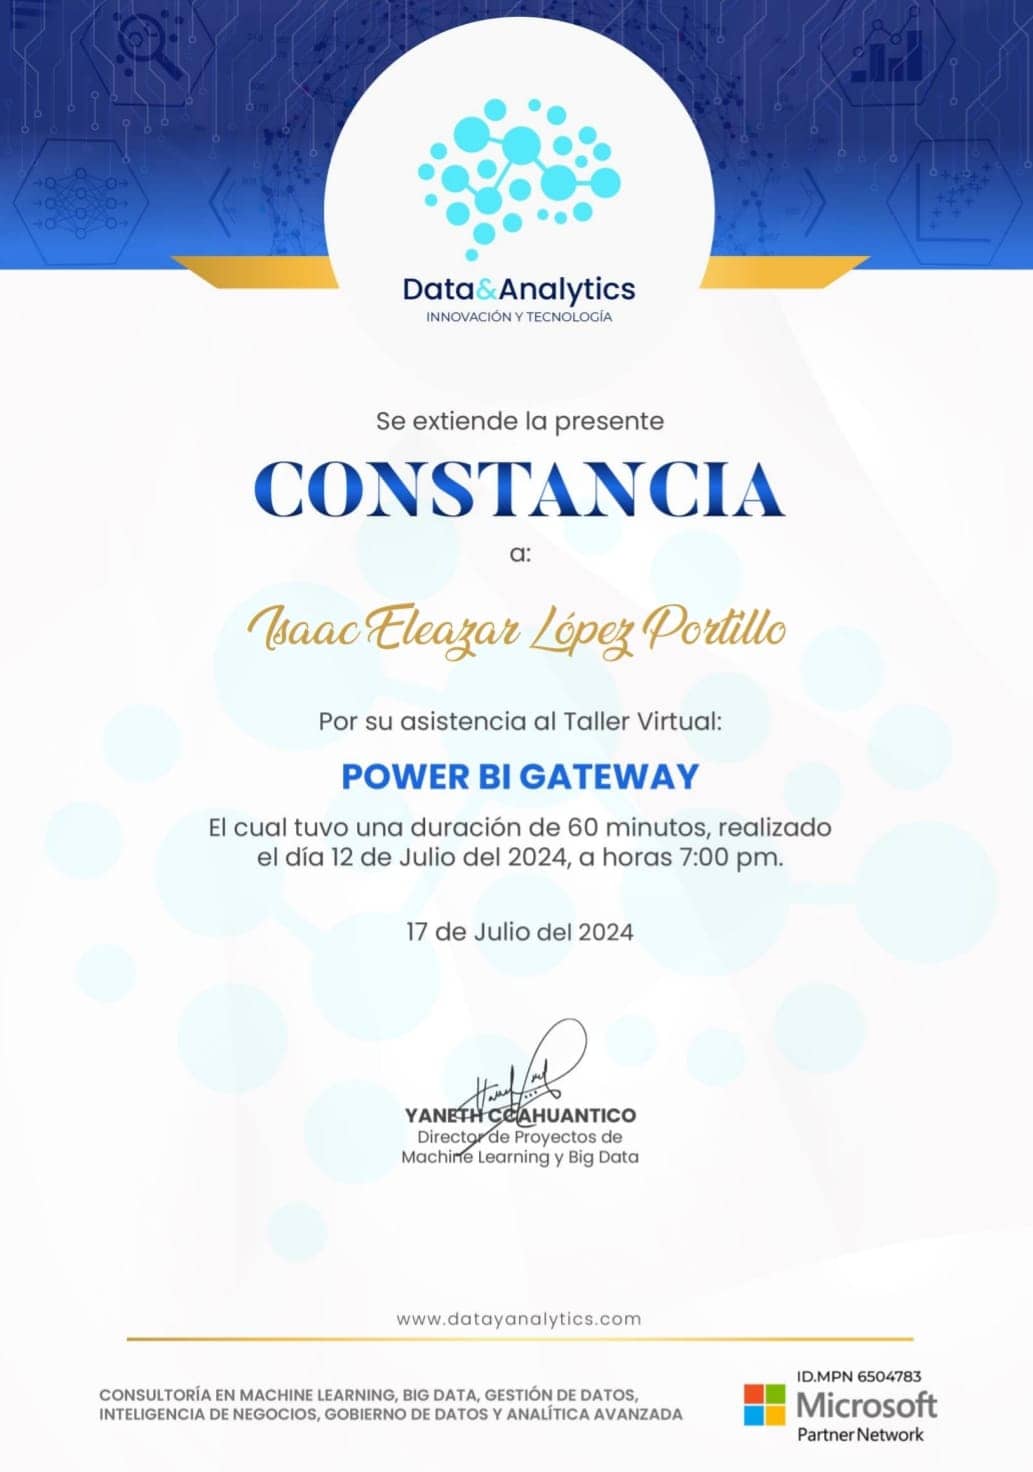 Data&Analytics
INNOVACIÓN Y TECNOLOGÍA
Se extiende la presente
CONSTANCIA
a:
Isaac Eleazar López Portillo
Por su asistencia al Taller Virtual:
POWER BI GATEWAY
El cual tuvo una duración de 60 minutos, realizado
el día 12 de Julio del 2024, a horas 7:00 pm.
17 de Julio del 2024
YANETH CCAHUANTICO
Director de Proyectos de
Machine Learning y Big Data
www.datayanalytics.com
CONSULTORÍA EN MACHINE LEARNING, BIG DATA, GESTIÓN DE DATOS,
INTELIGENCIA DE NEGOCIOS, GOBIERNO DE DATOS Y ANALÍTICA AVANZADA
ID.MPN 6504783
Microsoft
Partner Network